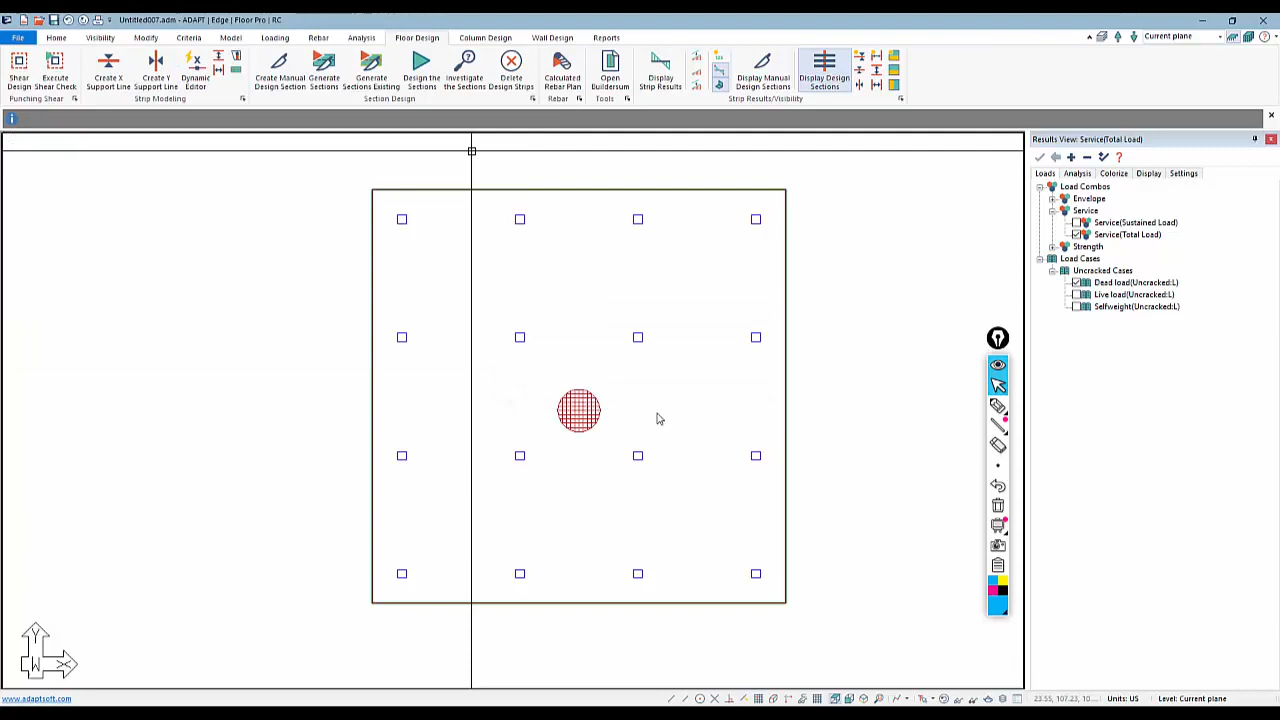 Untitled007.adm - ADAPT | Edge | Floor Pro | RC
File Home Visibility Modify Criteria Model Loading Rebar Analysis Floor Design Column Design Wall Design Reports Current plane
Shear Design
Execute Shear Check
Create X Support Line
Create Y Support Line
Dynamic Editor
Create Manual Design Section
Generate Sections
Generate Sections Existing
Design the Sections
Investigate the Sections
Delete Design Strips
Calculated Rebar Plan
Open Buildersum
Display Strip Results
Display Manual Design Sections
Display Design Sections
Punching Shear Strip Modeling Section Design Rebar Tools Strip Results/Visibility
Results View: Service(Total Load)
Loads Analysis Colorize Display Settings
Load Combos
Envelope
Service
Service(Sustained Load)
Service(Total Load)
Strength
Load Cases
Uncracked Cases
Dead load(Uncracked:L)
Live load(Uncracked:L)
Selfweight(Uncracked:L)
Y
W X
www.adaptsoft.com
23.55, 107.23, 10... Units: US Level: Current plane